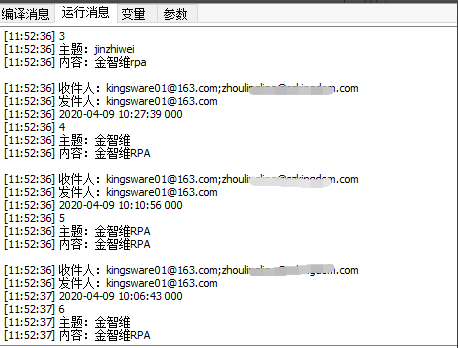 编译消息 运行消息 变量 参数
[11:52:36] 3
[11:52:36] 主题：jinzhiwei
[11:52:36] 内容：金智维rpa
[11:52:36] 收件人：kingsware01@163.com;
[11:52:36] 发件人：kingsware01@163.com
[11:52:36] 2020-04-09 10:27:39 000
[11:52:36] 4
[11:52:36] 主题：金智维
[11:52:36] 内容：金智维RPA
[11:52:36] 收件人：kingsware01@163.com;
[11:52:36] 发件人：kingsware01@163.com
[11:52:36] 2020-04-09 10:10:56 000
[11:52:36] 5
[11:52:36] 主题：金智维RPA
[11:52:36] 内容：金智维RPA
[11:52:36] 收件人：kingsware01@163.com;
[11:52:36] 发件人：kingsware01@163.com
[11:52:37] 2020-04-09 10:06:43 000
[11:52:37] 6
[11:52:37] 主题：金智维
[11:52:37] 内容：金智维RPA